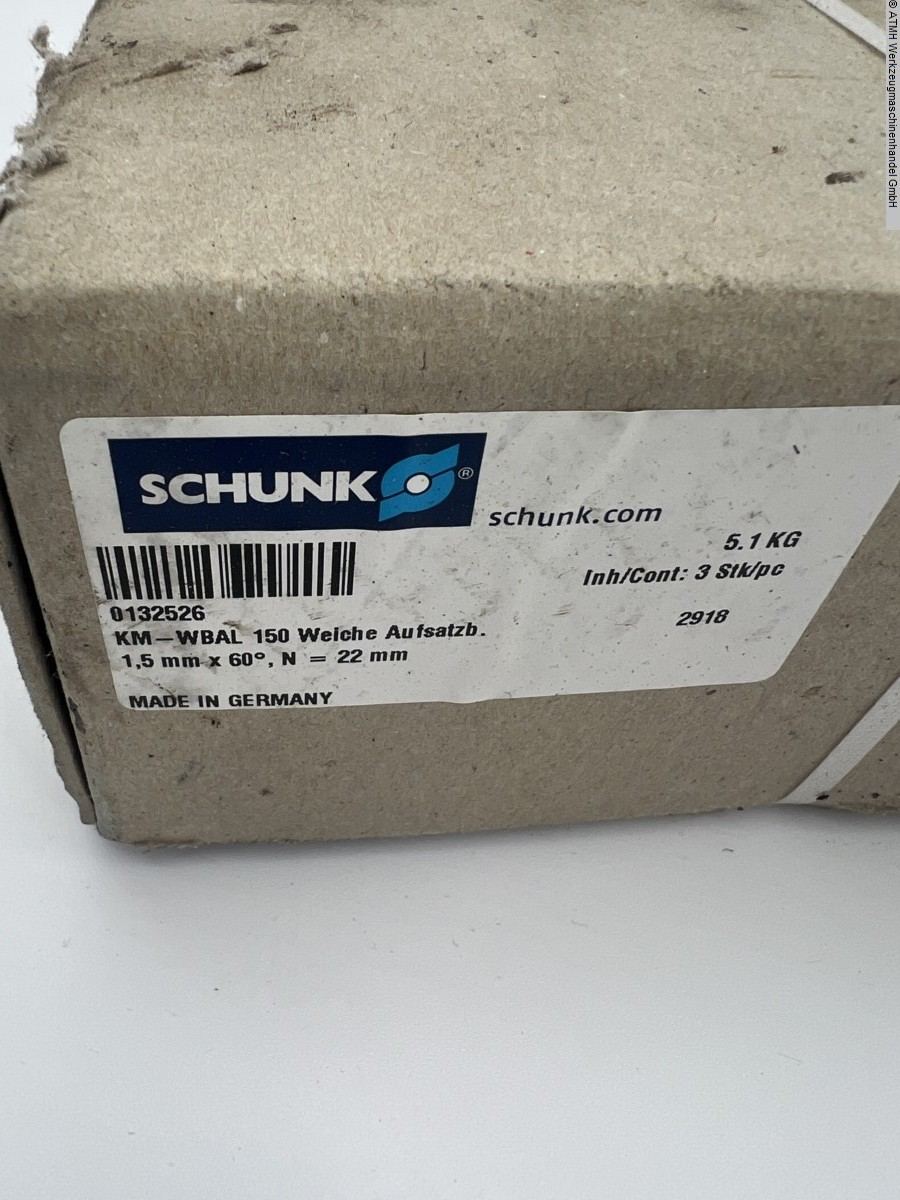 © ATMH Werkzeugmaschinenhandel GmbH
SCHUNK ®
schunk.com
5.1 KG
Inh/Cont: 3 Stk/pc
0132526
2918
KM-WBAL 150 Weiche Aufsatzb.
1,5 mm x 60°, N = 22 mm
MADE IN GERMANY